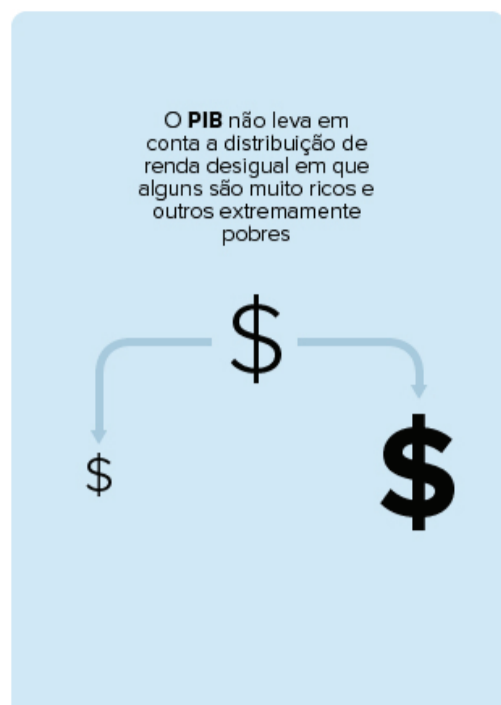 O PIB não leva em
conta a distribuição de
renda desigual em que
alguns são muito ricos e
outros extremamente
pobres
$
$
$